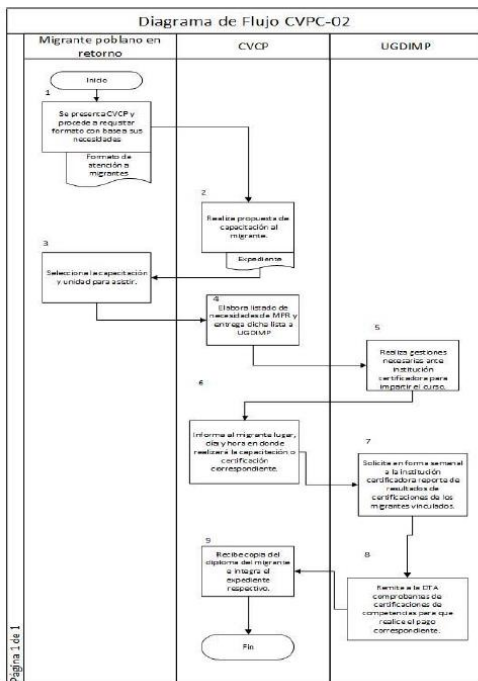 Diagrama de Flujo CVPC-02
Migrante poblano en
retorno
CVCP
UGDIMP
Inicio
1
Se presenta CVCP y
procede a requisitar
formato con base a sus
necesidades
Formato de
atención a
migrantes
2
Realiza propuesta de
capacitación al
migrante.
Expediente
3
Selecciona la capacitación
y unidad para asistir.
4
Elabora listado de
necesidades de MPR y
entrega dicha lista a
UGDIMP
5
Realiza gestiones
necesarias ante
institución
certificadora para
impartir el curso.
6
Informa al migrante lugar,
día y hora en donde
realizará la capacitación o
certificación
correspondiente.
7
Solicita en forma semanal
a la institución
certificadora reporte de
resultados de
certificaciones de los
migrantes vinculados.
8
Remite a la DTA
comprobantes de
certificaciones de
competencias para que
realice el pago
correspondiente.
9
Recibe copia del
diploma del migrante
e integra el
expediente
respectivo.
Fin
Página 1 de 1